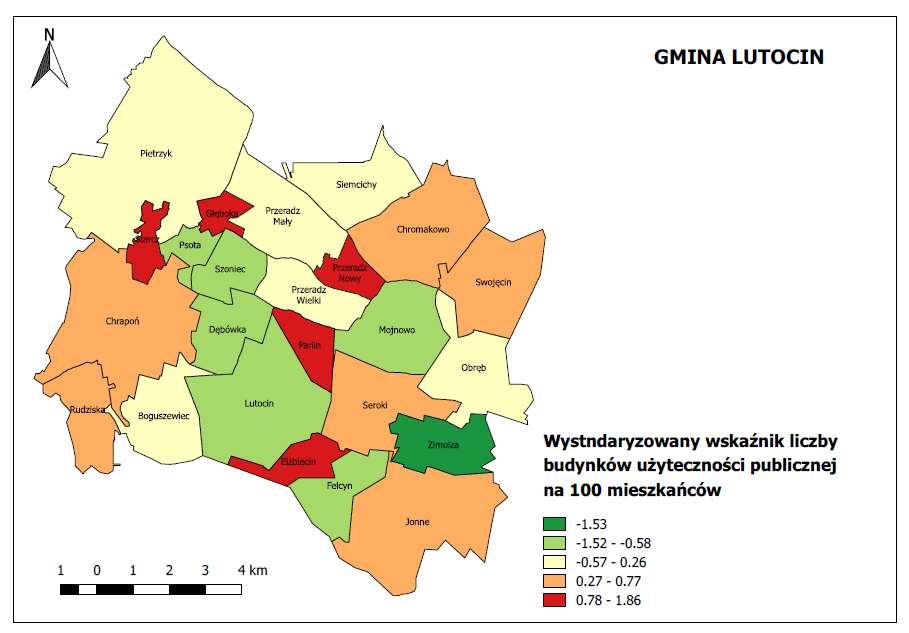 N
GMINA LUTOCIN
Pietrzyk
Siemcichy
Głęboka
Przeradz
Mały
Chromakowo
Starcz
Psota
Szoniec
Przeradz
Nowy
Swojęcin
Przeradz
Wielki
Chrapoń
Dębówka
Mojnowo
Parlin
Obręb
Rudziska
Boguszewiec
Lutocin
Seroki
Zimolza
Elżbiecin
Felcyn
Jonne
Wystndaryzowany wskaźnik liczby
budynków użyteczności publicznej
na 100 mieszkańców
-1.53
-1.52 - -0.58
-0.57 - 0.26
0.27 - 0.77
0.78 - 1.86
1 0 1 2 3 4 km